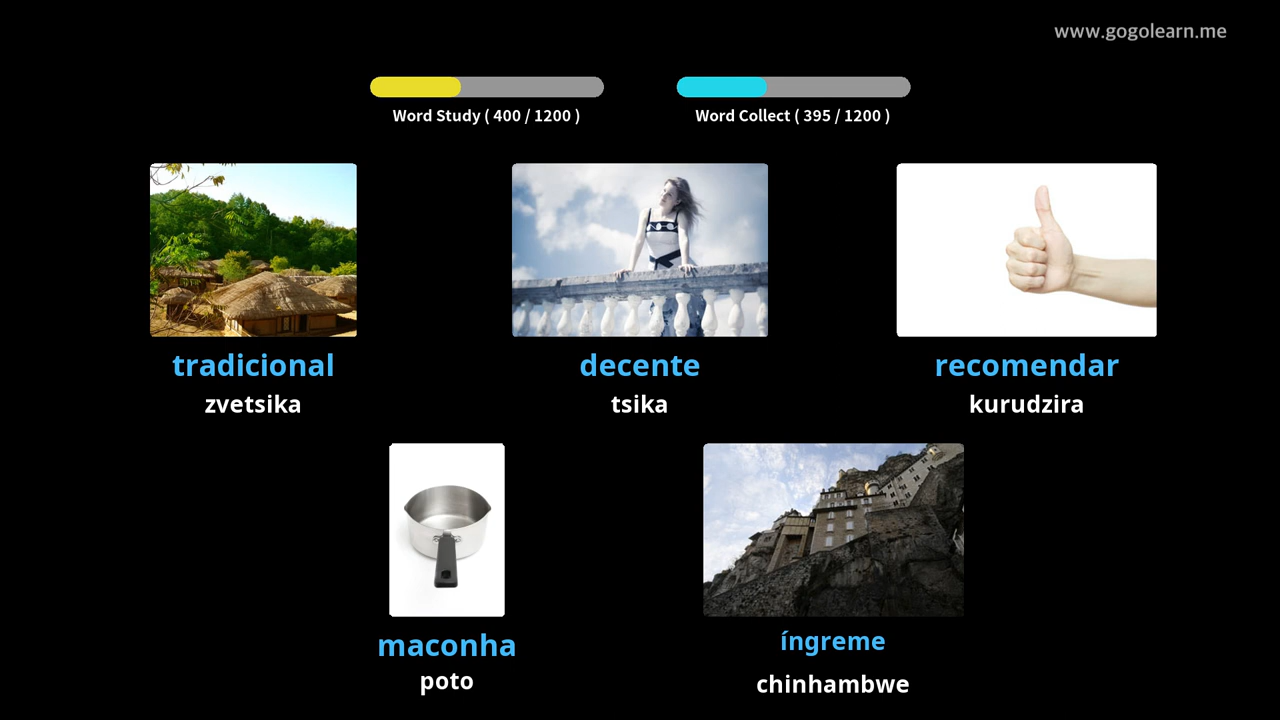 www.gogolearn.me
Word Study ( 400 / 1200 )
Word Collect ( 395 / 1200 )
tradicional
zvetsika
decente
tsika
recomendar
kurudzira
maconha
poto
íngreme
chinhambwe